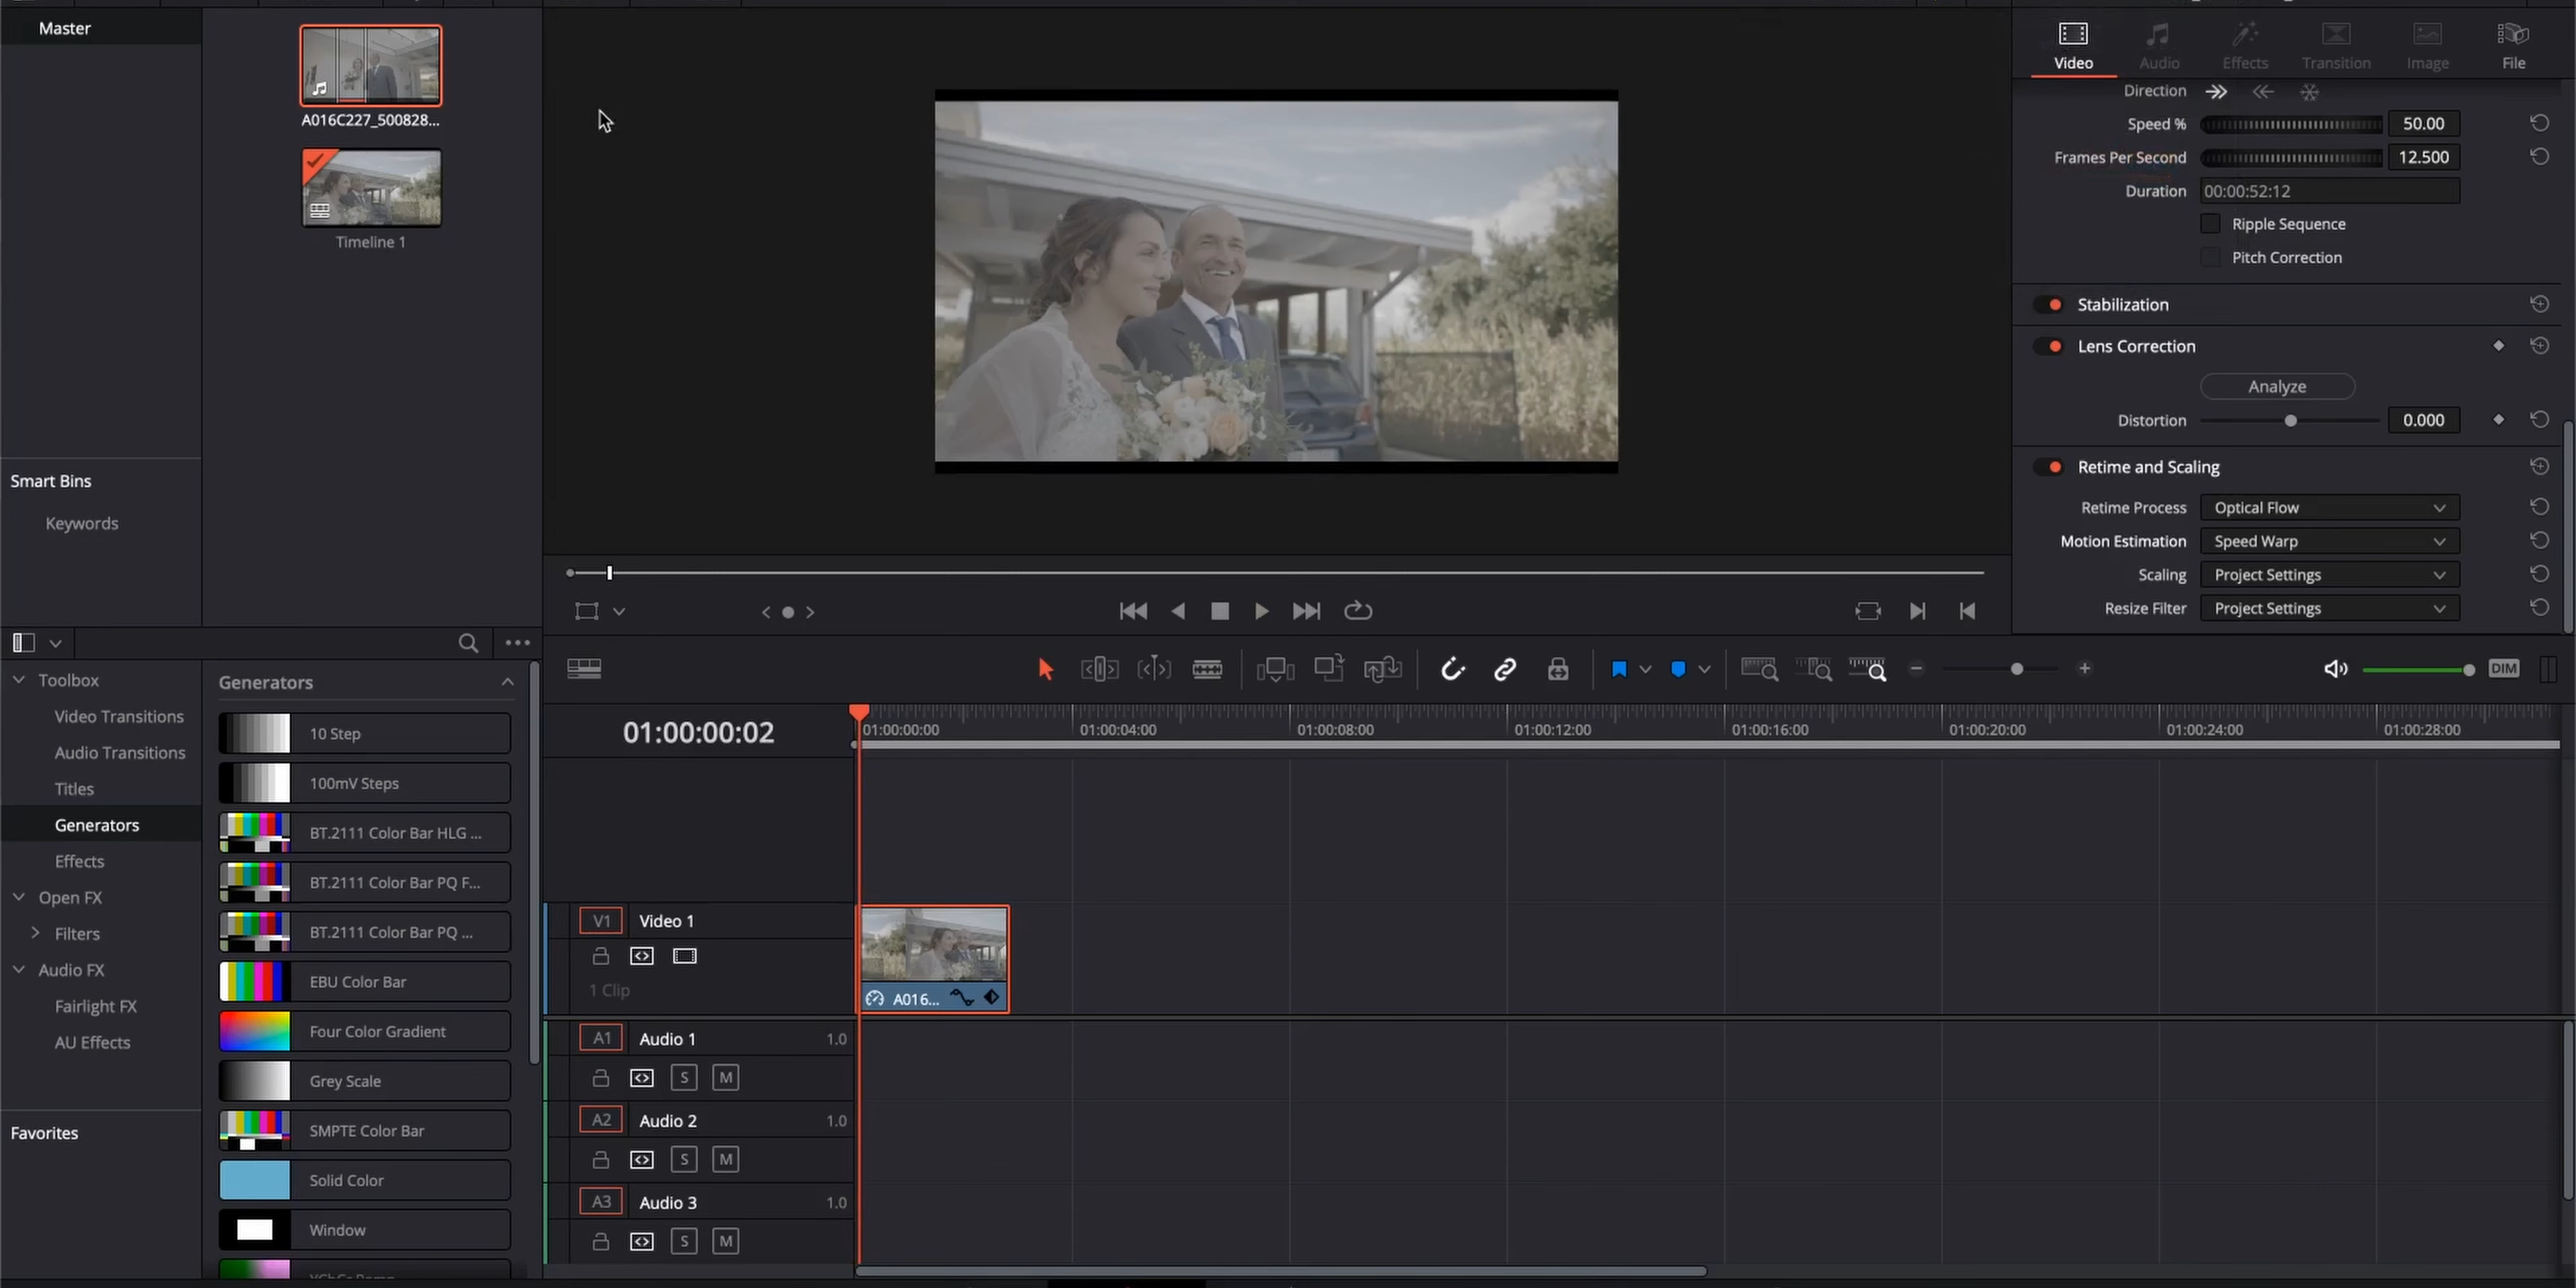 Master
A016C227_500828...
Timeline 1
Smart Bins
Keywords
Video
Audio
Effects
Transition
Image
File
Direction
Speed %
50.00
Frames Per Second
12.500
Duration
00:00:52:12
Ripple Sequence
Pitch Correction
Stabilization
Lens Correction
Analyze
Distortion
0.000
Retime and Scaling
Retime Process
Optical Flow
Motion Estimation
Speed Warp
Scaling
Project Settings
Resize Filter
Project Settings
Toolbox
Video Transitions
Audio Transitions
Titles
Generators
Effects
Open FX
Filters
Audio FX
Fairlight FX
AU Effects
Favorites
Generators
10 Step
100mV Steps
BT.2111 Color Bar HLG ...
BT.2111 Color Bar PQ F...
BT.2111 Color Bar PQ ...
EBU Color Bar
Four Color Gradient
Grey Scale
SMPTE Color Bar
Solid Color
Window
DIM
01:00:00:02
01:00:00:00
01:00:04:00
01:00:08:00
01:00:12:00
01:00:16:00
01:00:20:00
01:00:24:00
01:00:28:00
V1 Video 1
1 Clip
A016...
A1 Audio 1 1.0
S M
A2 Audio 2 1.0
S M
A3 Audio 3 1.0
S M